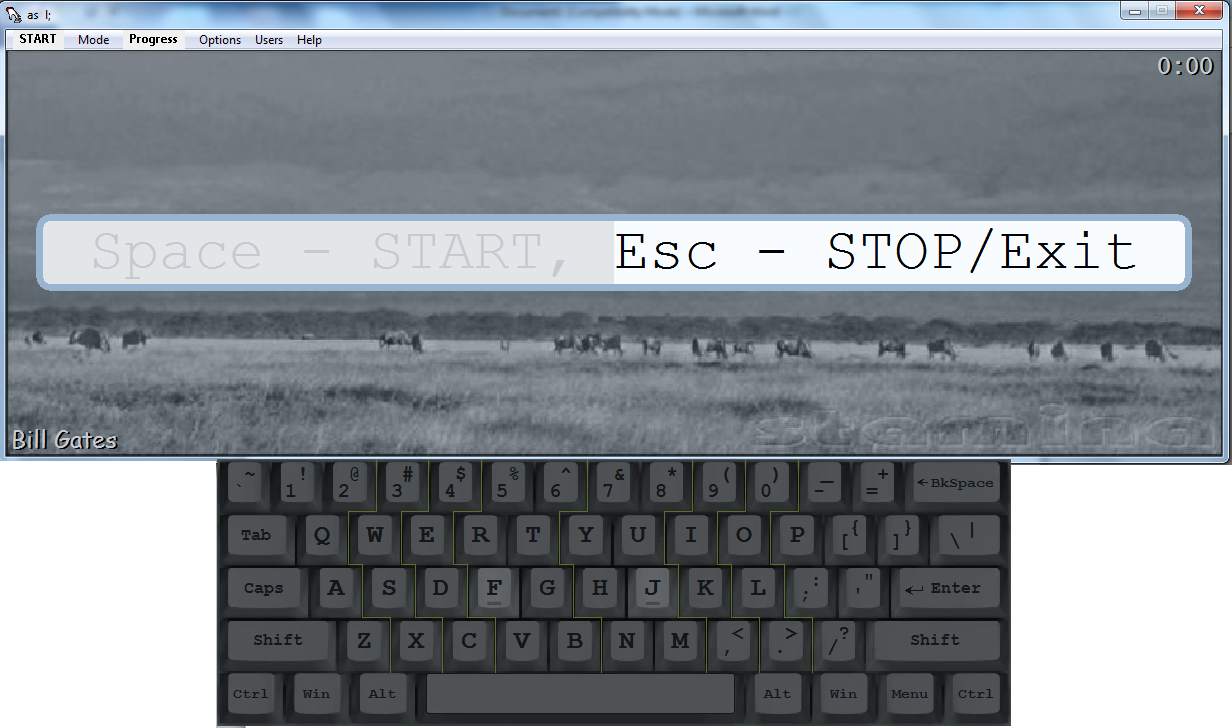 as l;
START Mode Progress Options Users Help
0:00
Space - START, Esc - STOP/Exit
Bill Gates
stamina
~ ` ! 1 @ 2 # 3 $ 4 % 5 ^ 6 & 7 * 8 ( 9 ) 0 _ - + = ←BkSpace
Tab Q W E R T Y U I O P { [ } ] | \
Caps A S D F G H J K L : ; " ' ↵ Enter
Shift Z X C V B N M < , > . ? / Shift
Ctrl Win Alt Alt Win Menu Ctrl